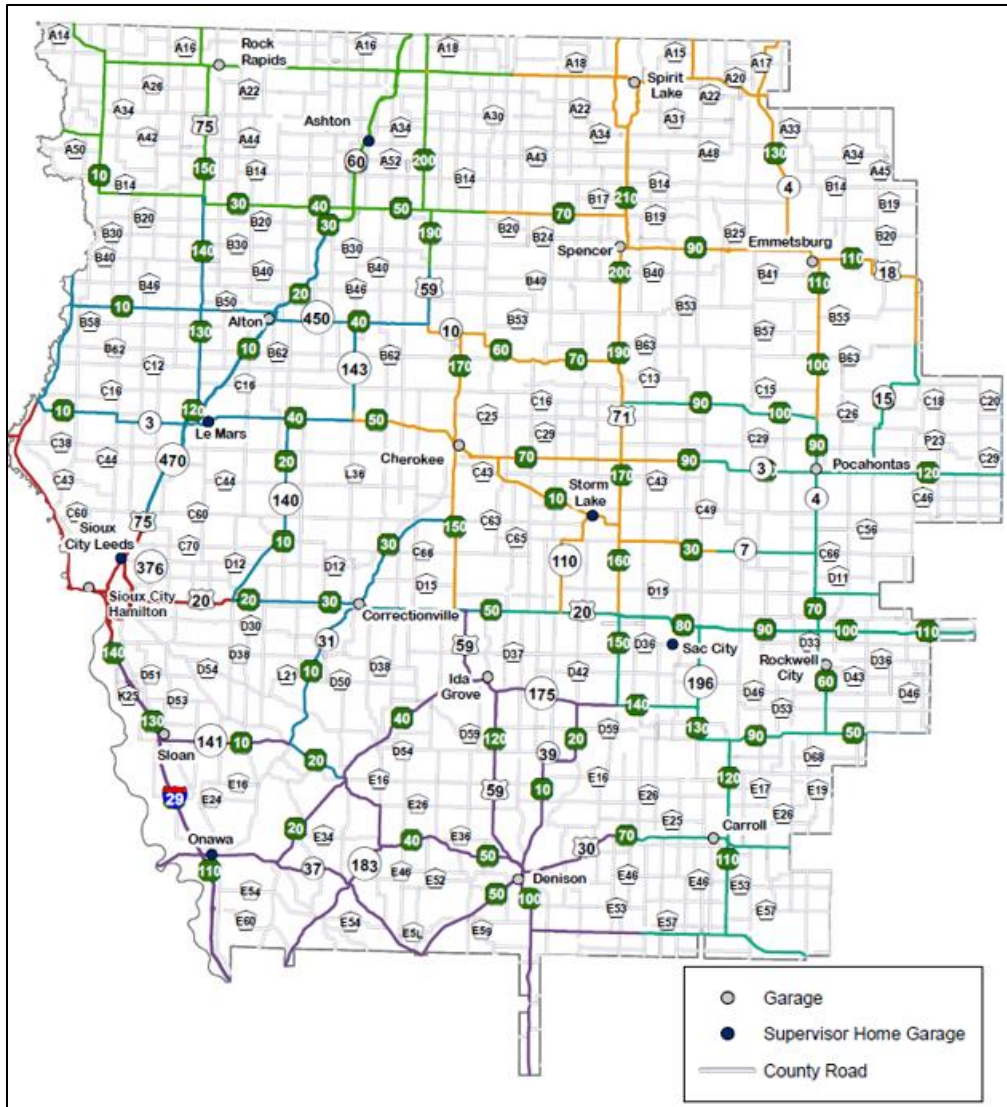 A14
A16
A16
A18
A15
A17
Rock
Rapids
A18
Spirit
Lake
A20
A26
A22
A22
A22
A34
75
Ashton
A30
A31
A33
A42
A44
60
A34
A34
A50
A52
200
A43
A48
130
A34
A45
10
B14
150
B14
B14
B17
210
B14
4
B14
B19
30
40
50
70
B19
B20
B20
30
190
B20
B24
B25
Emmetsburg
B20
B30
140
B30
B30
Spencer
90
110
B40
B40
B40
200
B40
B41
110
18
B46
20
B46
59
B40
10
B50
Alton
450
40
B53
B53
B55
B58
130
10
B57
B62
10
B62
143
B62
170
60
70
190
B63
100
B63
C12
C13
C16
C16
C16
71
C15
15
C18
C20
10
3
120
Le Mars
40
50
C25
90
100
C26
C38
C44
470
20
C29
C29
90
P23
C43
C44
L36
Cherokee
C43
70
170
C43
90
3
Pocahontas
120
C29
140
Storm
Lake
10
4
C46
C60
75
C60
150
C63
C49
C56
Sioux
City Leeds
C70
10
30
C65
376
D12
D12
C66
110
160
30
7
C66
D15
D15
D11
Sioux City
Hamilton
20
20
30
Correctionville
50
20
80
70
90
100
110
D30
31
59
D37
150
D36
Sac City
D33
140
D38
D38
Rockwell
City
D36
D51
D54
L21
10
D50
Ida
Grove
175
D42
196
D46
60
D43
D46
K25
D53
40
140
D53
130
141
10
D59
120
20
D59
130
90
50
Sloan
20
D54
39
D68
E16
E16
E16
120
E17
E19
29
E24
59
10
E26
E26
E26
Onawa
20
E34
40
E36
30
70
E25
Carroll
110
37
183
E46
50
50
Denison
110
E52
E46
E46
E53
E54
100
E53
E57
E60
E54
E59
E57
Garage
Supervisor Home Garage
County Road